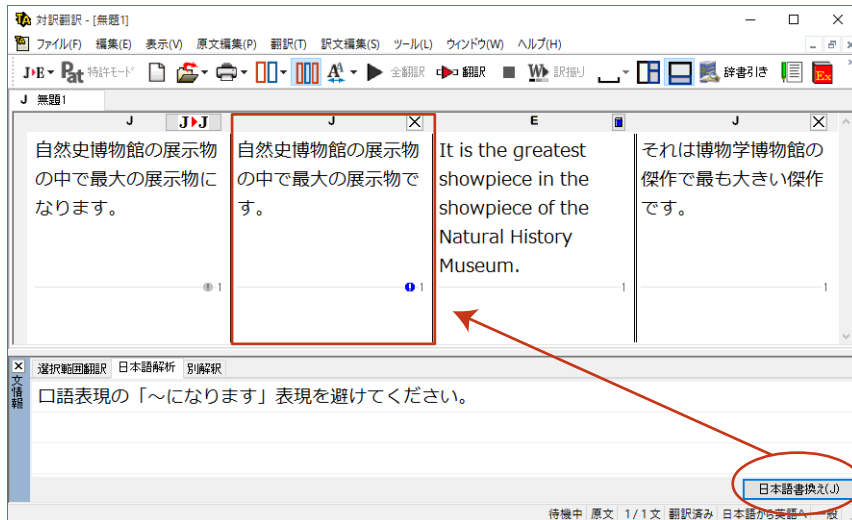 対訳翻訳 - [無題1]
ファイル(F) 編集(E) 表示(V) 原文編集(P) 翻訳(T) 訳文編集(S) ツール(L) ウィンドウ(W) ヘルプ(H)
J▶E Pat 特許モード 全翻訳 翻訳 W 訳振り 辞書引き Ex
J 無題1
J J▶J J E J
自然史博物館の展示物
の中で最大の展示物に
なります。
1
自然史博物館の展示物
の中で最大の展示物で
す。
1
It is the greatest
showpiece in the
showpiece of the
Natural History
Museum.
1
それは博物学博物館の
傑作で最も大きい傑作
です。
1
文情報
選択範囲翻訳 日本語解析 別解釈
口語表現の「～になります」表現を避けてください。
日本語書換え(J)
待機中 原文 1/1文 翻訳済み 日本語から英語へ 一般